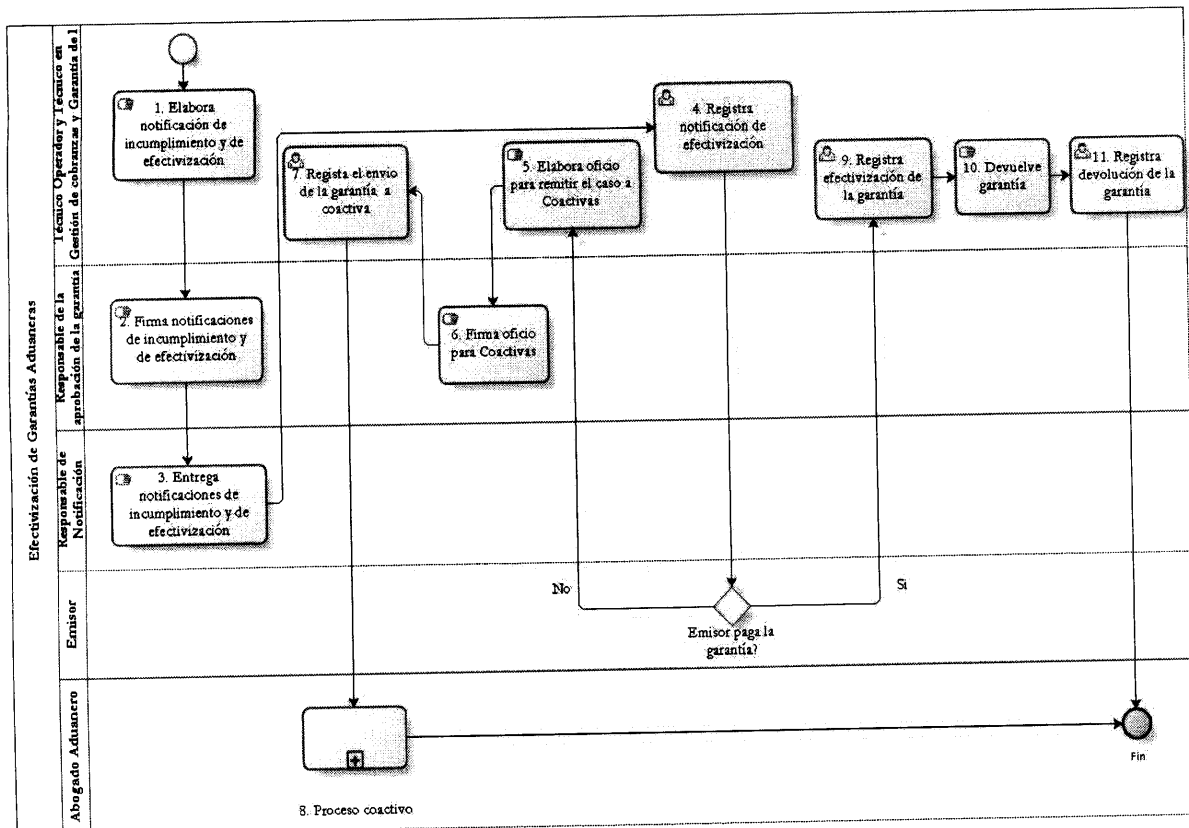 Efectivización de Garantías Aduaneras
Técnico Operador y Técnico en
Gestión de cobranzas y Garantía del
Responsable de la
aprobación de la garantía
Responsable de
Notificación
Emisor
Abogado Aduanero
1. Elabora
notificación de
incumplimiento y de
efectivización
7. Regista el envio
de la garantía a
coactiva
5. Elabora oficio
para remitir el caso a
Coactivas
4. Registra
notificación de
efectivización
9. Registra
efectivización de
la garantía
10. Devuelve
garantía
11. Registra
devolución de la
garantía
2. Firma notificaciones
de incumplimiento y
de efectivización
6. Firma oficio
para Coactivas
3. Entrega
notificaciones de
incumplimiento y de
efectivización
No
Si
Emisor paga la
garantía?
8. Proceso coactivo
Fin